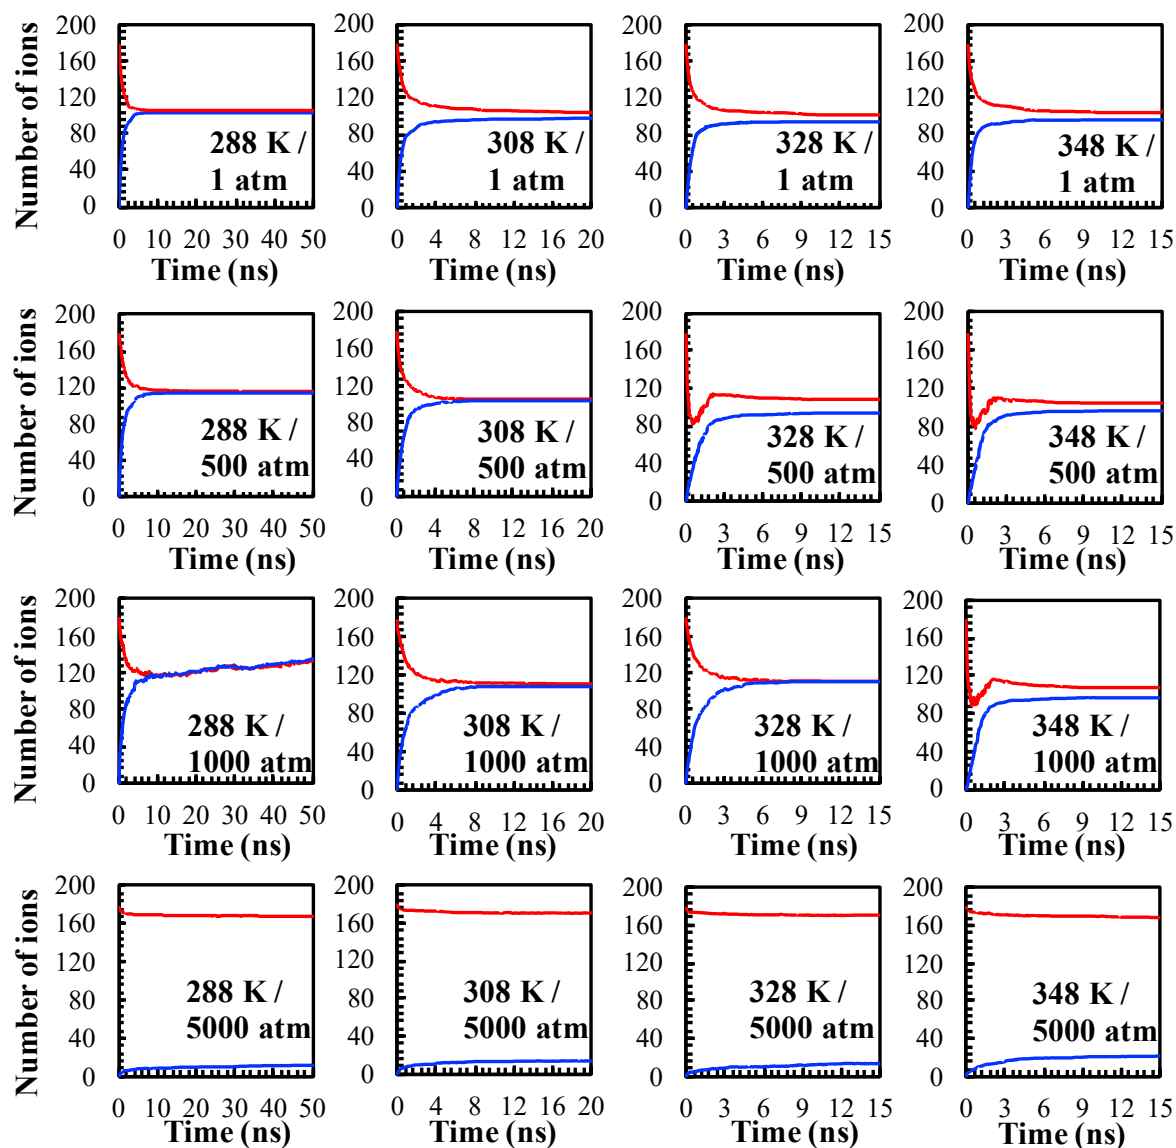 Number of ions
200
160
120
80
40
0
288 K /
1 atm
0 10 20 30 40 50
Time (ns)
200
160
120
80
40
0
308 K /
1 atm
0 4 8 12 16 20
Time (ns)
200
160
120
80
40
0
328 K /
1 atm
0 3 6 9 12 15
Time (ns)
200
160
120
80
40
0
348 K /
1 atm
0 3 6 9 12 15
Time (ns)
Number of ions
200
160
120
80
40
0
288 K /
500 atm
0 10 20 30 40 50
Time (ns)
200
160
120
80
40
0
308 K /
500 atm
0 4 8 12 16 20
Time (ns)
200
160
120
80
40
0
328 K /
500 atm
0 3 6 9 12 15
Time (ns)
200
160
120
80
40
0
348 K /
500 atm
0 3 6 9 12 15
Time (ns)
Number of ions
200
160
120
80
40
0
288 K /
1000 atm
0 10 20 30 40 50
Time (ns)
200
160
120
80
40
0
308 K /
1000 atm
0 4 8 12 16 20
Time (ns)
200
160
120
80
40
0
328 K /
1000 atm
0 3 6 9 12 15
Time (ns)
200
160
120
80
40
0
348 K /
1000 atm
0 3 6 9 12 15
Time (ns)
Number of ions
200
160
120
80
40
0
288 K /
5000 atm
0 10 20 30 40 50
Time (ns)
200
160
120
80
40
0
308 K /
5000 atm
0 4 8 12 16 20
Time (ns)
200
160
120
80
40
0
328 K /
5000 atm
0 3 6 9 12 15
Time (ns)
200
160
120
80
40
0
348 K /
5000 atm
0 3 6 9 12 15
Time (ns)